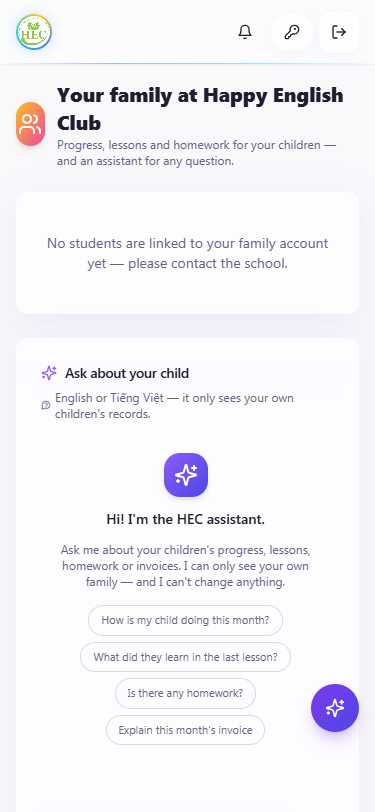 HEC
Your family at Happy English
Club
Progress, lessons and homework for your children —
and an assistant for any question.
No students are linked to your family account
yet — please contact the school.
Ask about your child
English or Tiếng Việt — it only sees your own
children's records.
Hi! I'm the HEC assistant.
Ask me about your children's progress, lessons,
homework or invoices. I can only see your own
family — and I can't change anything.
How is my child doing this month?
What did they learn in the last lesson?
Is there any homework?
Explain this month's invoice